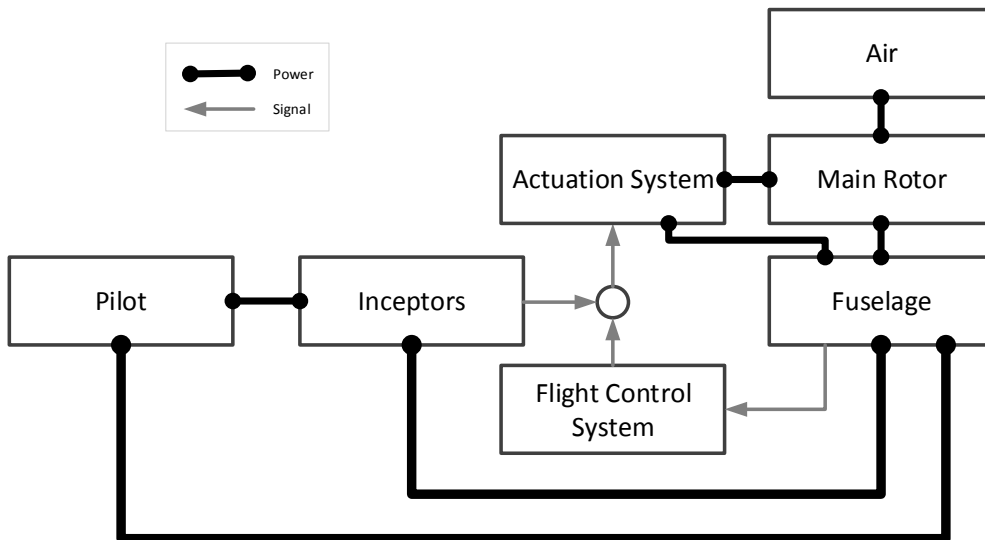 Power
Signal
Air
Actuation System
Main Rotor
Pilot
Inceptors
Fuselage
Flight Control
System